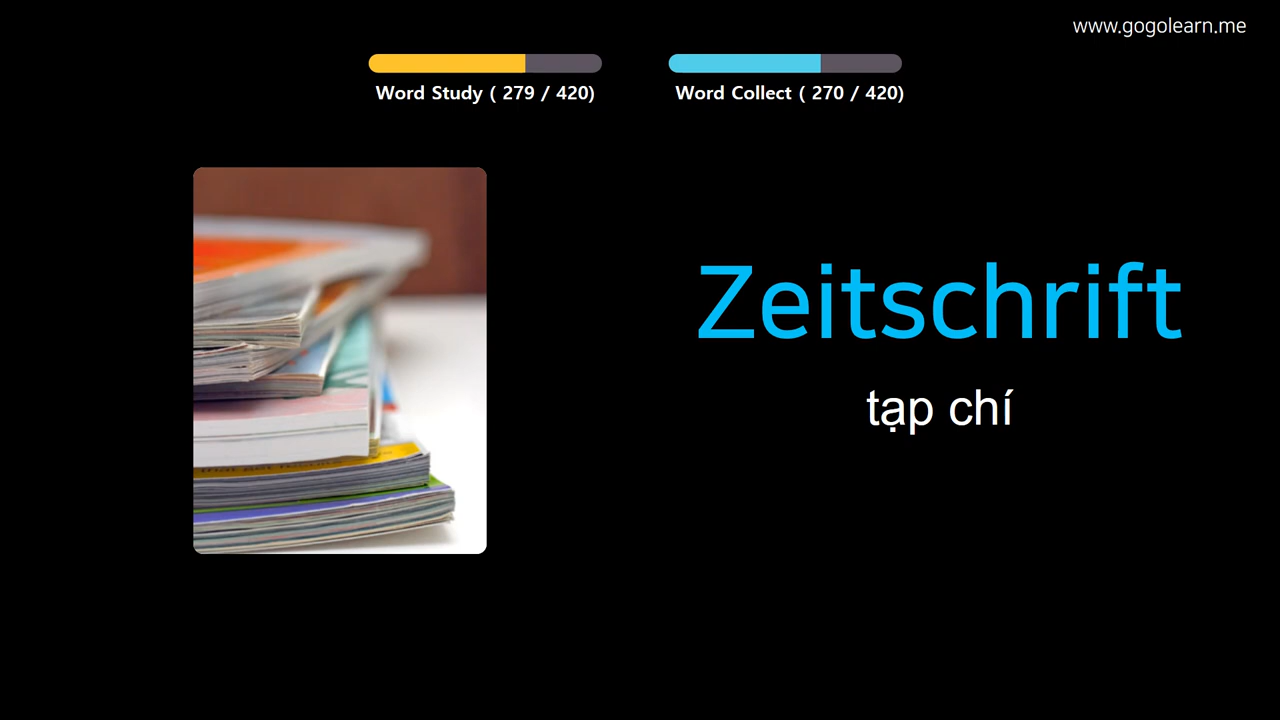 www.gogolearn.me
Word Study ( 279 / 420)
Word Collect ( 270 / 420)
Zeitschrift
tạp chí